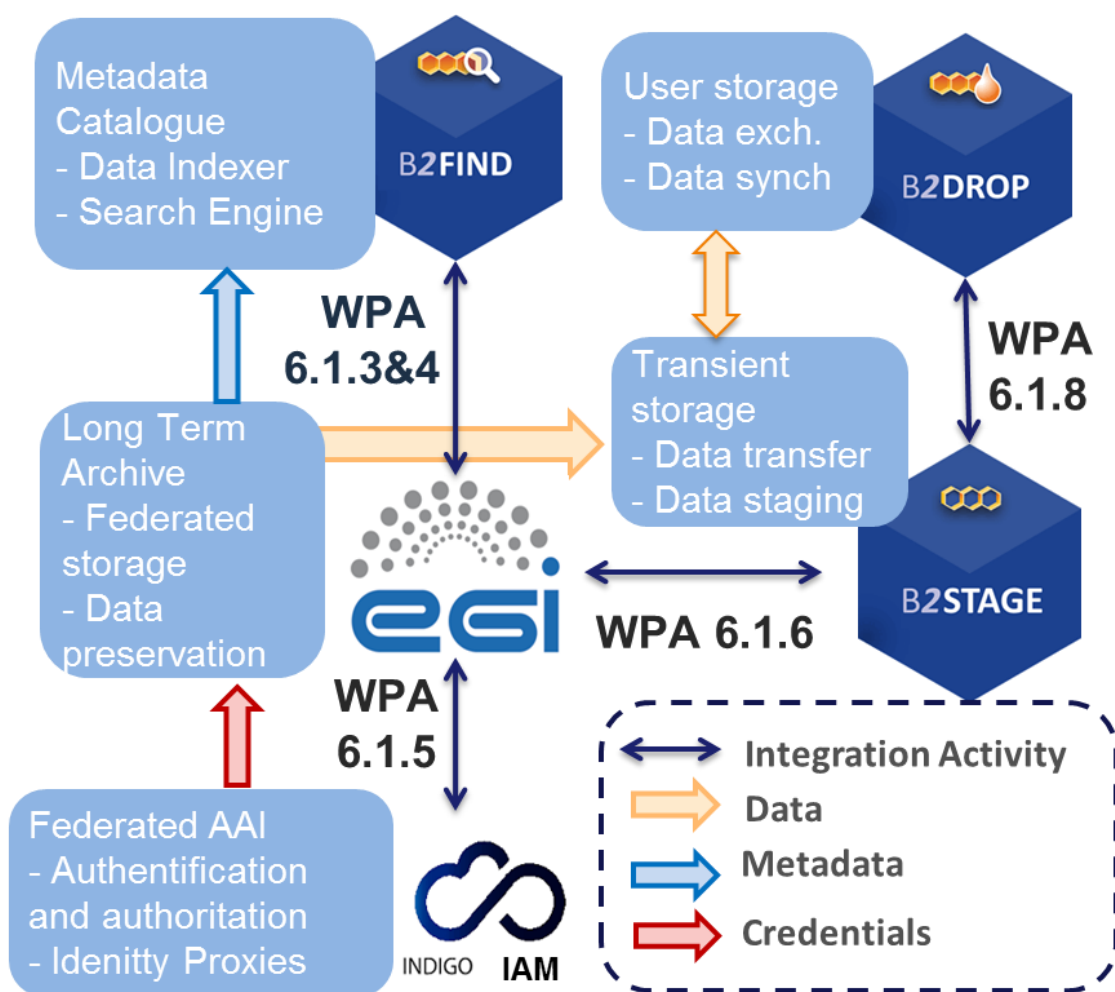 Metadata
Catalogue
- Data Indexer
- Search Engine
B2FIND
User storage
- Data exch.
- Data synch
B2DROP
WPA
6.1.3&4
WPA
6.1.8
Long Term
Archive
- Federated
storage
- Data
preservation
Transient
storage
- Data transfer
- Data staging
egi
B2STAGE
WPA 6.1.6
WPA
6.1.5
Federated AAI
- Authentification
and authoritation
- Idenitty Proxies
INDIGO IAM
Integration Activity
Data
Metadata
Credentials